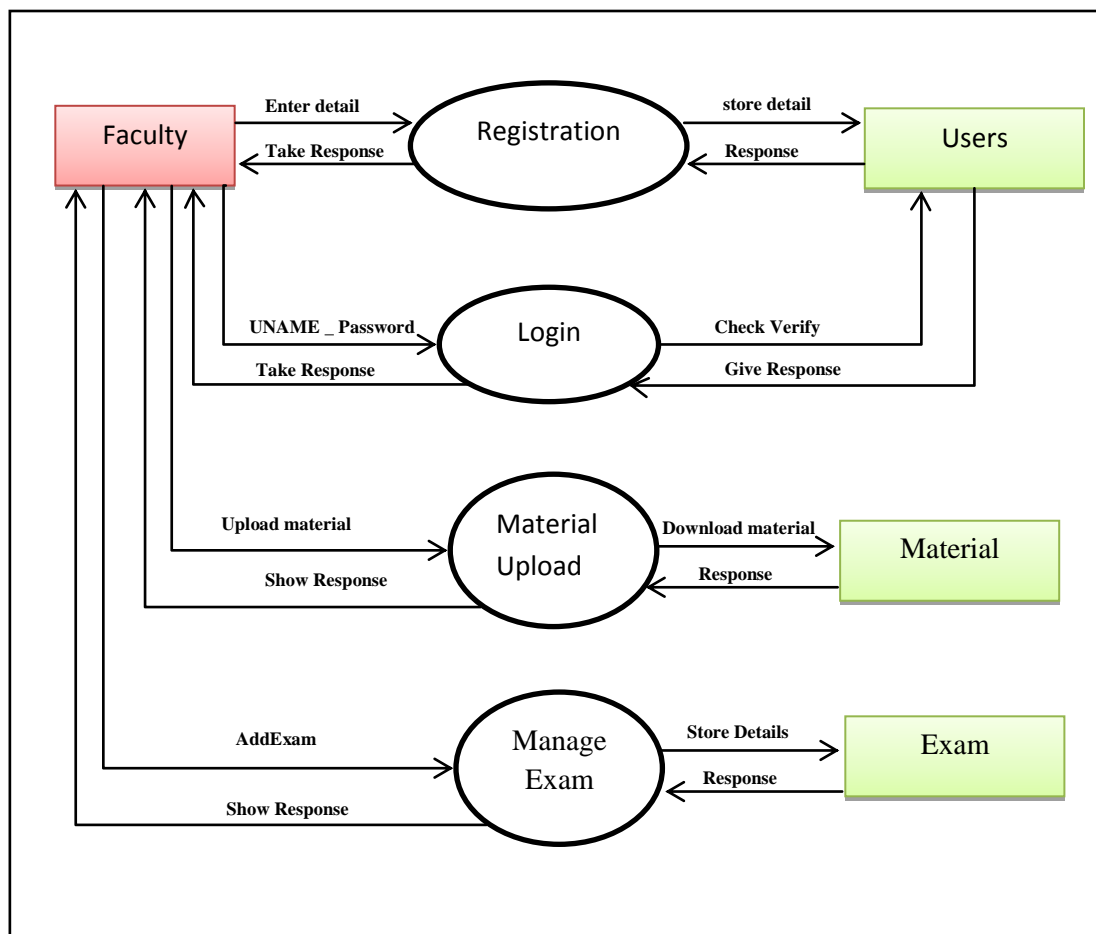 Enter detail
store detail
Faculty
Registration
Users
Take Response
Response
UNAME _ Password
Login
Check Verify
Take Response
Give Response
Upload material
Material
Upload
Download material
Material
Show Response
Response
AddExam
Manage
Exam
Store Details
Exam
Show Response
Response